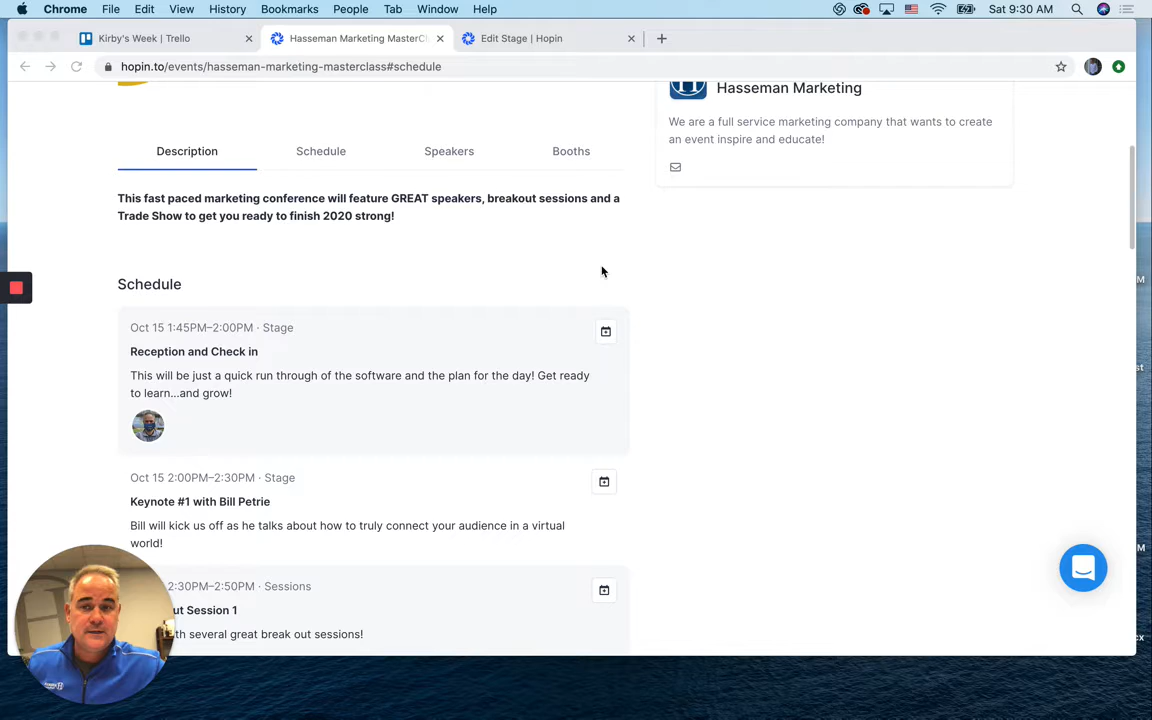 Chrome File Edit View History Bookmarks People Tab Window Help Sat 9:30 AM
Kirby's Week | Trello
Hasseman Marketing MasterCl
Edit Stage | Hopin
hopin.to/events/hasseman-marketing-masterclass#schedule
Hasseman Marketing
We are a full service marketing company that wants to create
an event inspire and educate!
Description Schedule Speakers Booths
This fast paced marketing conference will feature GREAT speakers, breakout sessions and a
Trade Show to get you ready to finish 2020 strong!
Schedule
Oct 15 1:45PM–2:00PM · Stage
Reception and Check in
This will be just a quick run through of the software and the plan for the day! Get ready
to learn...and grow!
Oct 15 2:00PM–2:30PM · Stage
Keynote #1 with Bill Petrie
Bill will kick us off as he talks about how to truly connect your audience in a virtual
world!
2:30PM–2:50PM · Sessions
ut Session 1
th several great break out sessions!
M
st
M
cx